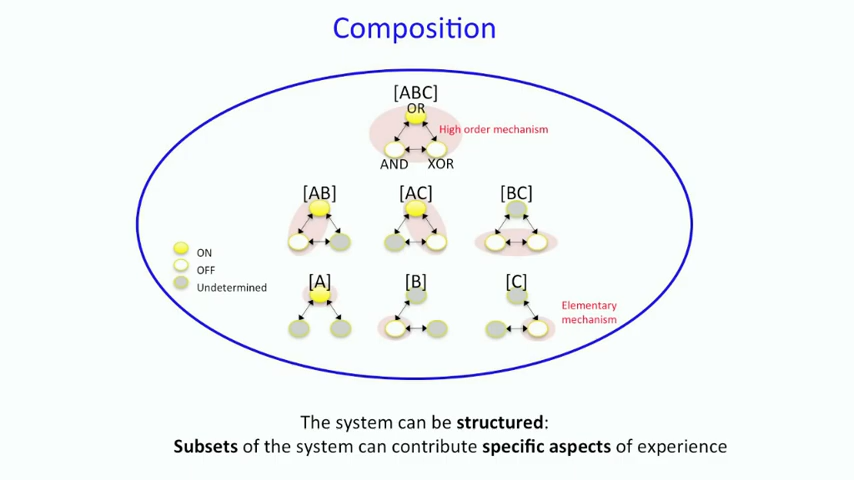 Composition
[ABC]
OR
High order mechanism
AND XOR
[AB] [AC] [BC]
ON
OFF
Undetermined
[A] [B] [C]
Elementary
mechanism
The system can be structured:
Subsets of the system can contribute specific aspects of experience